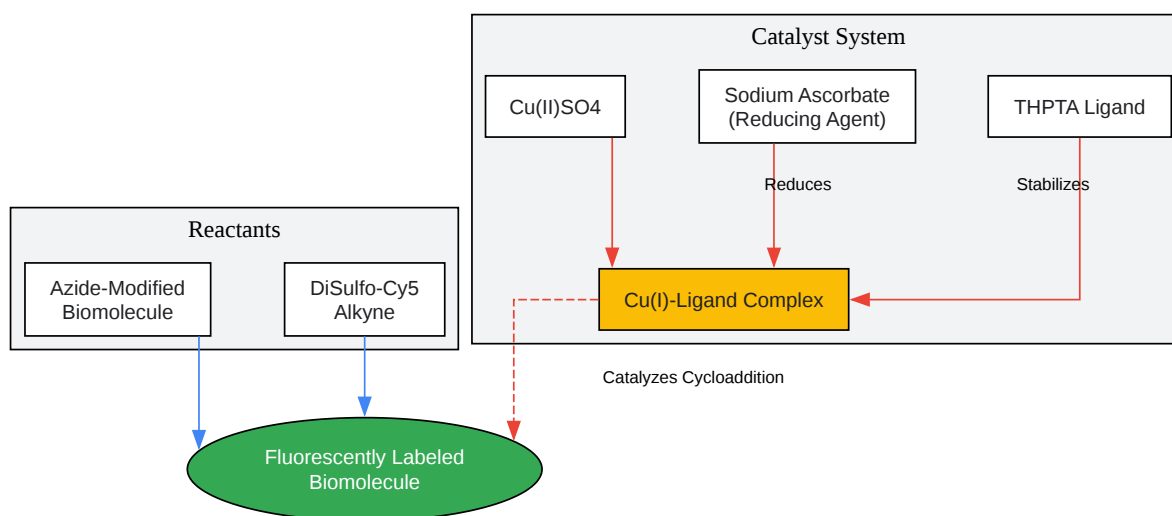 Catalyst System
Cu(II)SO4
Sodium Ascorbate
(Reducing Agent)
THPTA Ligand
Reduces
Stabilizes
Reactants
Azide-Modified
Biomolecule
DiSulfo-Cy5
Alkyne
Cu(I)-Ligand Complex
Catalyzes Cycloaddition
Fluorescently Labeled
Biomolecule